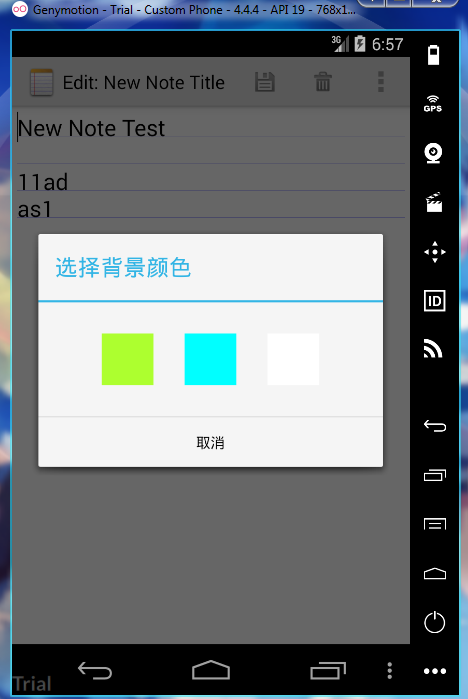 Genymotion - Trial - Custom Phone - 4.4.4 - API 19 - 768x1...
3G 6:57
Edit: New Note Title
GPS
New Note Test
11ad
as1
选择背景颜色
ID
取消
Trial